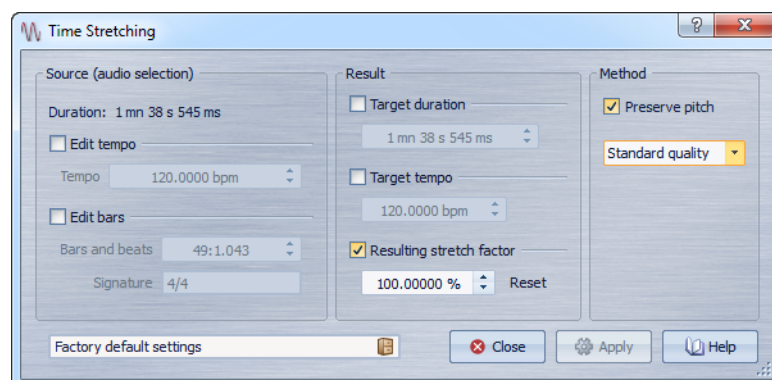 Time Stretching
Source (audio selection)
Duration: 1 mn 38 s 545 ms
Edit tempo
Tempo 120.0000 bpm
Edit bars
Bars and beats 49:1.043
Signature 4/4
Result
Target duration
1 mn 38 s 545 ms
Target tempo
120.0000 bpm
Resulting stretch factor
100.00000 % Reset
Method
Preserve pitch
Standard quality
Factory default settings
Close Apply Help